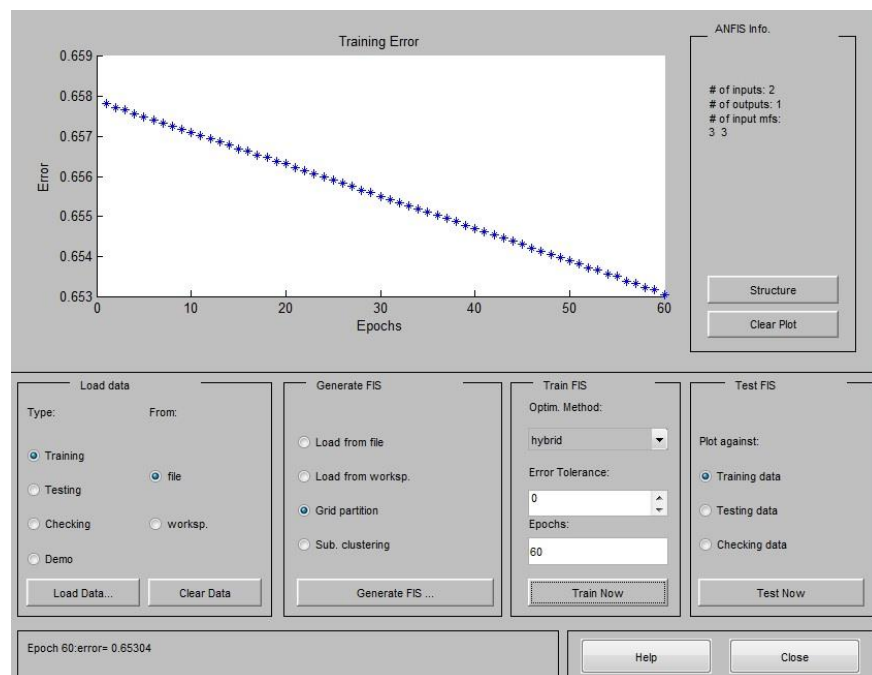 Training Error
0.659
0.658
0.657
0.656
0.655
0.654
0.653
Error
0
10
20
30
40
50
60
Epochs
ANFIS Info.
# of inputs: 2
# of outputs: 1
# of input mfs:
3 3
Structure
Clear Plot
Load data
Type:
From:
Training
Testing
Checking
Demo
file
worksp.
Load Data...
Clear Data
Generate FIS
Load from file
Load from worksp.
Grid partition
Sub. clustering
Generate FIS ...
Train FIS
Optim. Method:
hybrid
Error Tolerance:
0
Epochs:
60
Train Now
Test FIS
Plot against:
Training data
Testing data
Checking data
Test Now
Epoch 60:error= 0.65304
Help
Close